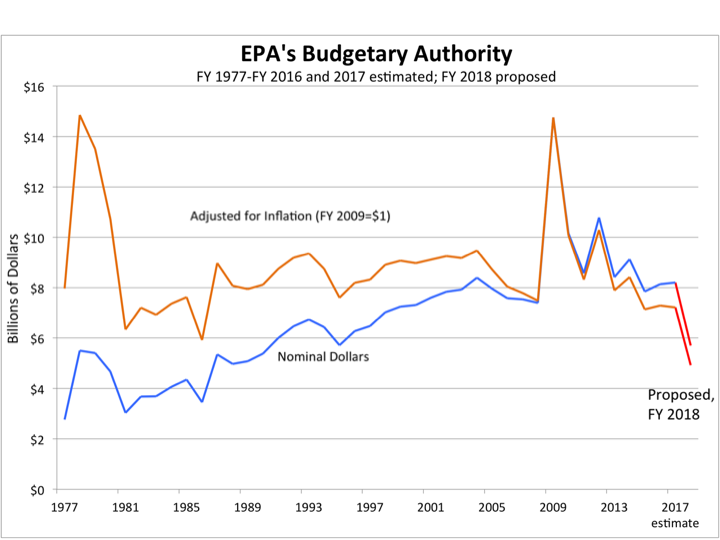 EPA's Budgetary Authority
FY 1977-FY 2016 and 2017 estimated; FY 2018 proposed
$16
$14
$12
$10
$8
$6
$4
$2
$0
Billions of Dollars
Adjusted for Inflation (FY 2009=$1)
Nominal Dollars
Proposed,
FY 2018
1977 1981 1985 1989 1993 1997 2001 2005 2009 2013 2017
estimate